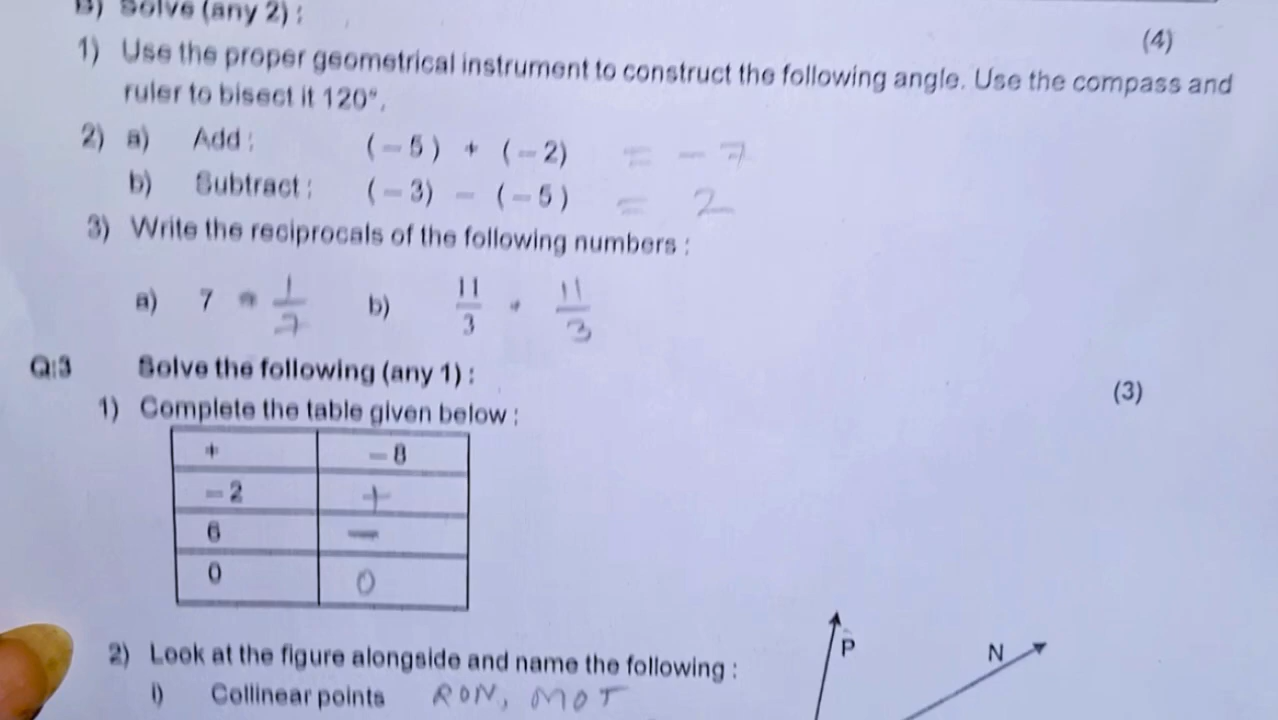 B) Solve (any 2) :
(4)
1) Use the proper geometrical instrument to construct the following angle. Use the compass and
ruler to bisect it 120°.
2) a) Add : (-5) + (-2) = - 7
b) Subtract : (-3) - (-5) = 2
3) Write the reciprocals of the following numbers :
a) 7 = 1/7 b) 11/3 = 11/3
Q.3 Solve the following (any 1) :
(3)
1) Complete the table given below :
+ -8
-2 +
6 -
0 0
2) Look at the figure alongside and name the following :
i) Collinear points RON, MOT
P
N